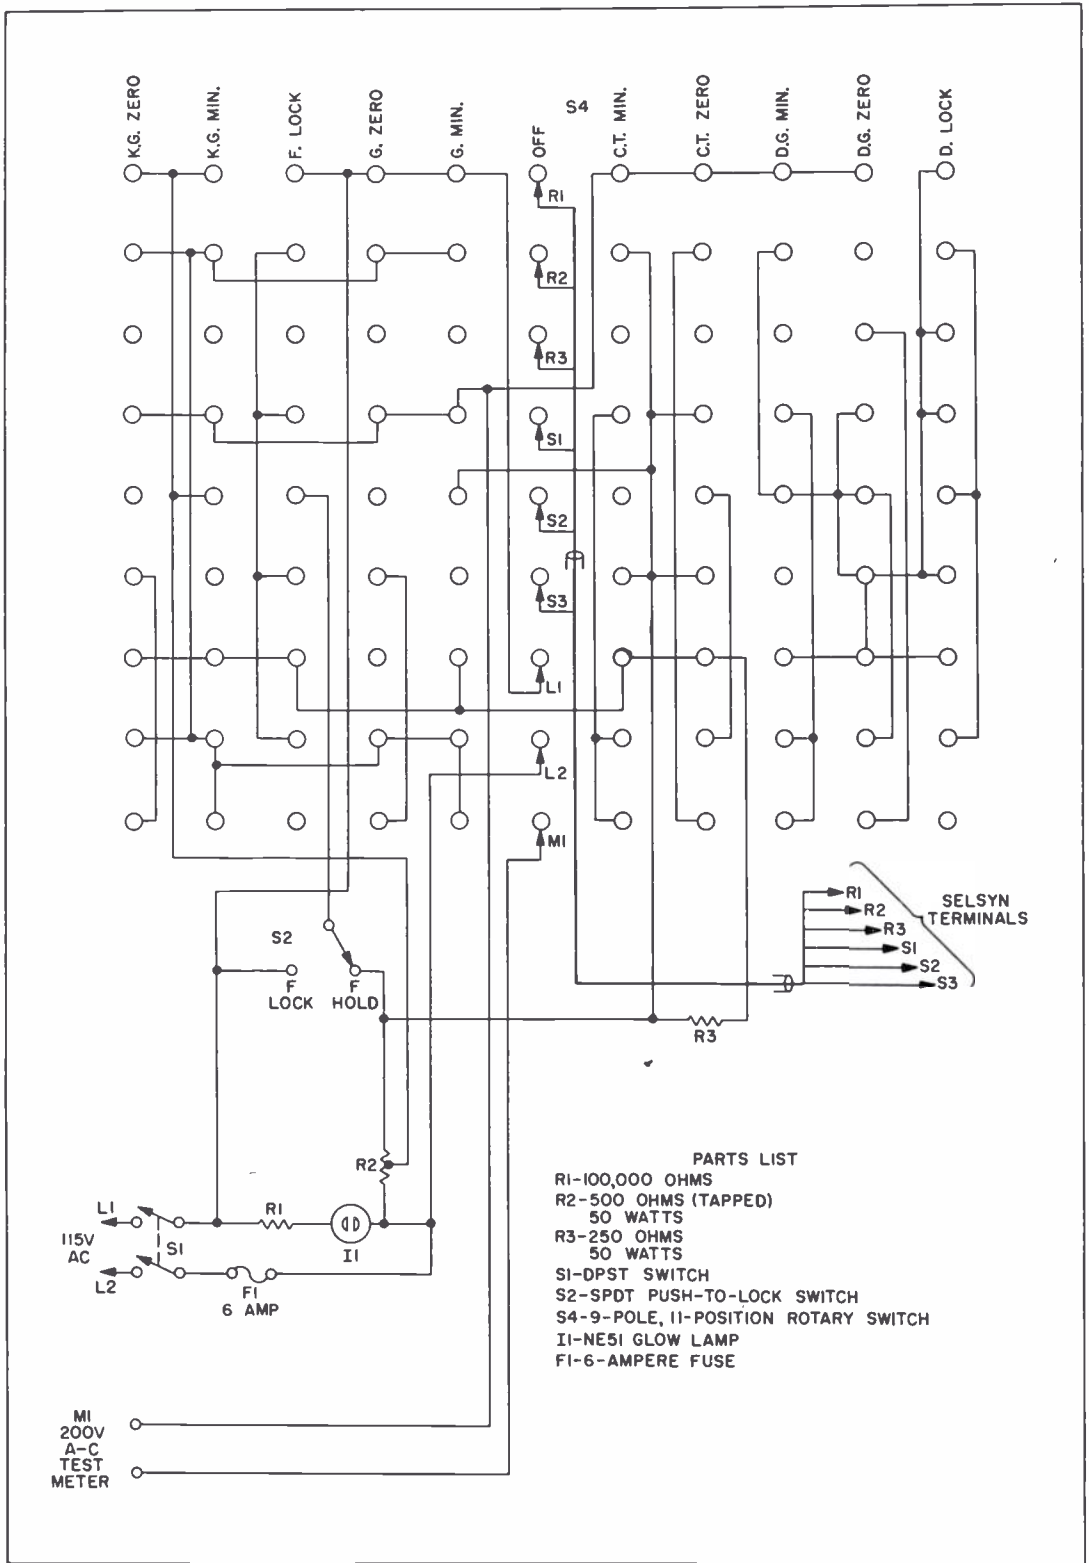 K.G. ZERO
K.G. MIN.
F. LOCK
G. ZERO
G. MIN.
OFF
S4
C.T. MIN.
C.T. ZERO
D.G. MIN.
D.G. ZERO
D. LOCK
R1
R2
R3
S1
S2
S3
L1
L2
M1
R1
R2
R3
S1
S2
S3
SELSYN
TERMINALS
S2
F
LOCK
F
HOLD
R3
R2
L1
115V
AC
L2
S1
R1
I1
F1
6 AMP
PARTS LIST
R1-100,000 OHMS
R2-500 OHMS (TAPPED)
50 WATTS
R3-250 OHMS
50 WATTS
S1-DPST SWITCH
S2-SPDT PUSH-TO-LOCK SWITCH
S4-9-POLE, 11-POSITION ROTARY SWITCH
I1-NE51 GLOW LAMP
F1-6-AMPERE FUSE
M1
200V
A-C
TEST
METER